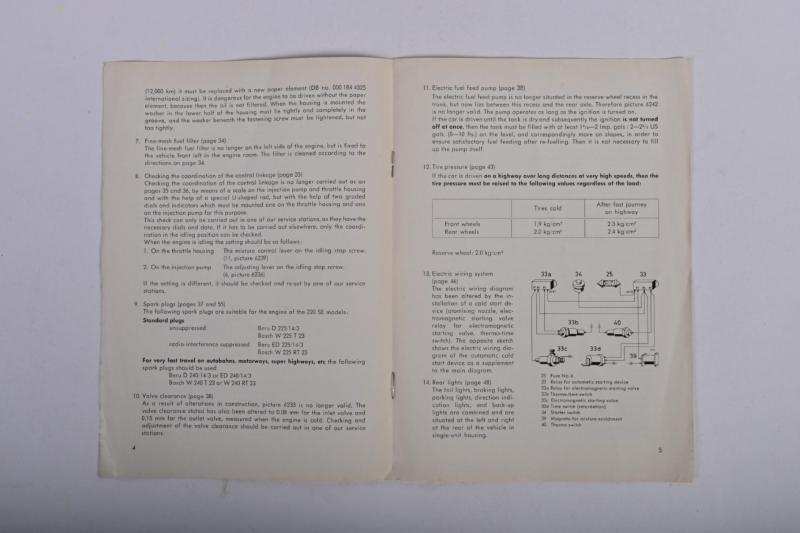 (12,000 km) it must be replaced with a new paper element (DB no. 000 184 4325
international sizing). It is dangerous for the engine to be driven without the paper
element, because then the oil is not filtered. When the housing is mounted the
washer in the lower half of the housing must lie tightly and completely in the
groove, and the washer beneath the fastening screw must be tightened, but not
too tightly.
7. Fine-mesh fuel filter (page 34)
The fine-mesh fuel filter is no longer on the left side of the engine, but is fixed to
the vehicle front left in the engine room. The filter is cleaned according to the
directions on page 34.
8. Checking the coordination of the control linkage (page 35)
Checking the coordination of the control linkage is no longer carried out as on
pages 35 and 36, by means of a scale on the injection pump and throttle housing
and with the help of a special U-shaped rod, but with the help of two graded
dials and indicators which must be mounted one on the throttle housing and one
on the injection pump for this purpose.
This check can only be carried out in one of our service stations, as they have the
necessary dials and data. If it has to be carried out elsewhere, only the coordi-
nation in the idling position can be checked.
When the engine is idling the setting should be as follows:
1. On the throttle housing The mixture control lever on the idling stop screw.
(11, picture 6239)
2. On the injection pump The adjusting lever on the idling stop screw.
(6, picture 6236)
If the setting is different, it should be checked and re-set by one of our service
stations.
9. Spark plugs (pages 37 and 55)
The following spark plugs are suitable for the engine of the 220 SE models:
Standard plugs
unsuppressed Beru D 225/14/3
Bosch W 225 T 23
radio-interference suppressed Beru ED 225/14/3
Bosch W 225 RT 23
For very fast travel on autobahns, motorways, super highways, etc the following
spark plugs should be used
Beru D 240/14/3 or ED 240/14/3
Bosch W 240 T 23 or W 240 RT 23
10. Valve clearance (page 38)
As a result of alterations in construction, picture 6233 is no longer valid. The
valve clearance stated has also been altered to 0.08 mm for the inlet valve and
0.15 mm for the outlet valve, measured when the engine is cold. Checking and
adjustment of the valve clearance should be carried out in one of our service
stations.
4
11. Electric fuel feed pump (page 38)
The electric fuel feed pump is no longer situated in the reserve wheel recess in the
trunk, but now lies between this recess and the rear axle. Therefore picture 6242
is no longer valid. The pump operates as long as the ignition is turned on.
If the car is driven until the tank is dry and subsequently the ignition is not turned
off at once, then the tank must be filled with at least Imp. gals / US
gals. (8—10 ltrs.) on the level, and correspondingly more on slopes, in order to
ensure satisfactory fuel feeding after re-fuelling. Then it is not necessary to fill
up the pump itself.
12. Tire pressure (page 43)
If the car is driven on a highway over long distances at very high speeds, then the
tire pressure must be raised to the following values regardless of the load:
Tires cold After fast journey
on highway
Front wheels 1.9 kg/cm² 2.3 kg/cm²
Rear wheels 2.0 kg/cm² 2.4 kg/cm²
Reserve wheel: 2.0 kg/cm²
13. Electric wiring system
(page 46)
The electric wiring diagram
has been altered by the in-
stallation of a cold start de-
vice (atomising nozzle, elec-
tromagnetic starting valve
relay for electromagnetic
starting valve, thermo-time
switch). The opposite sketch
shows the electric wiring dia-
gram of the automatic cold
start device as a supplement
to the main diagram.
14. Rear lights (page 48)
The tail lights, braking lights,
parking lights, direction indi-
cation lights, and back-up
lights are combined and are
situated at the left and right
at the rear of the vehicle in
single-unit housing.
33a 34 25 33
33b 40
33c 33d 38
25 Fuse No. 6
33 Relay for automatic starting device
33a Relay for electromagnetic starting valve
33b Thermo-time switch
33c Electromagnetic starting valve
33d Time switch (retardation)
34 Starter switch
38 Magneto for mixture enrichment
40 Thermo switch
5